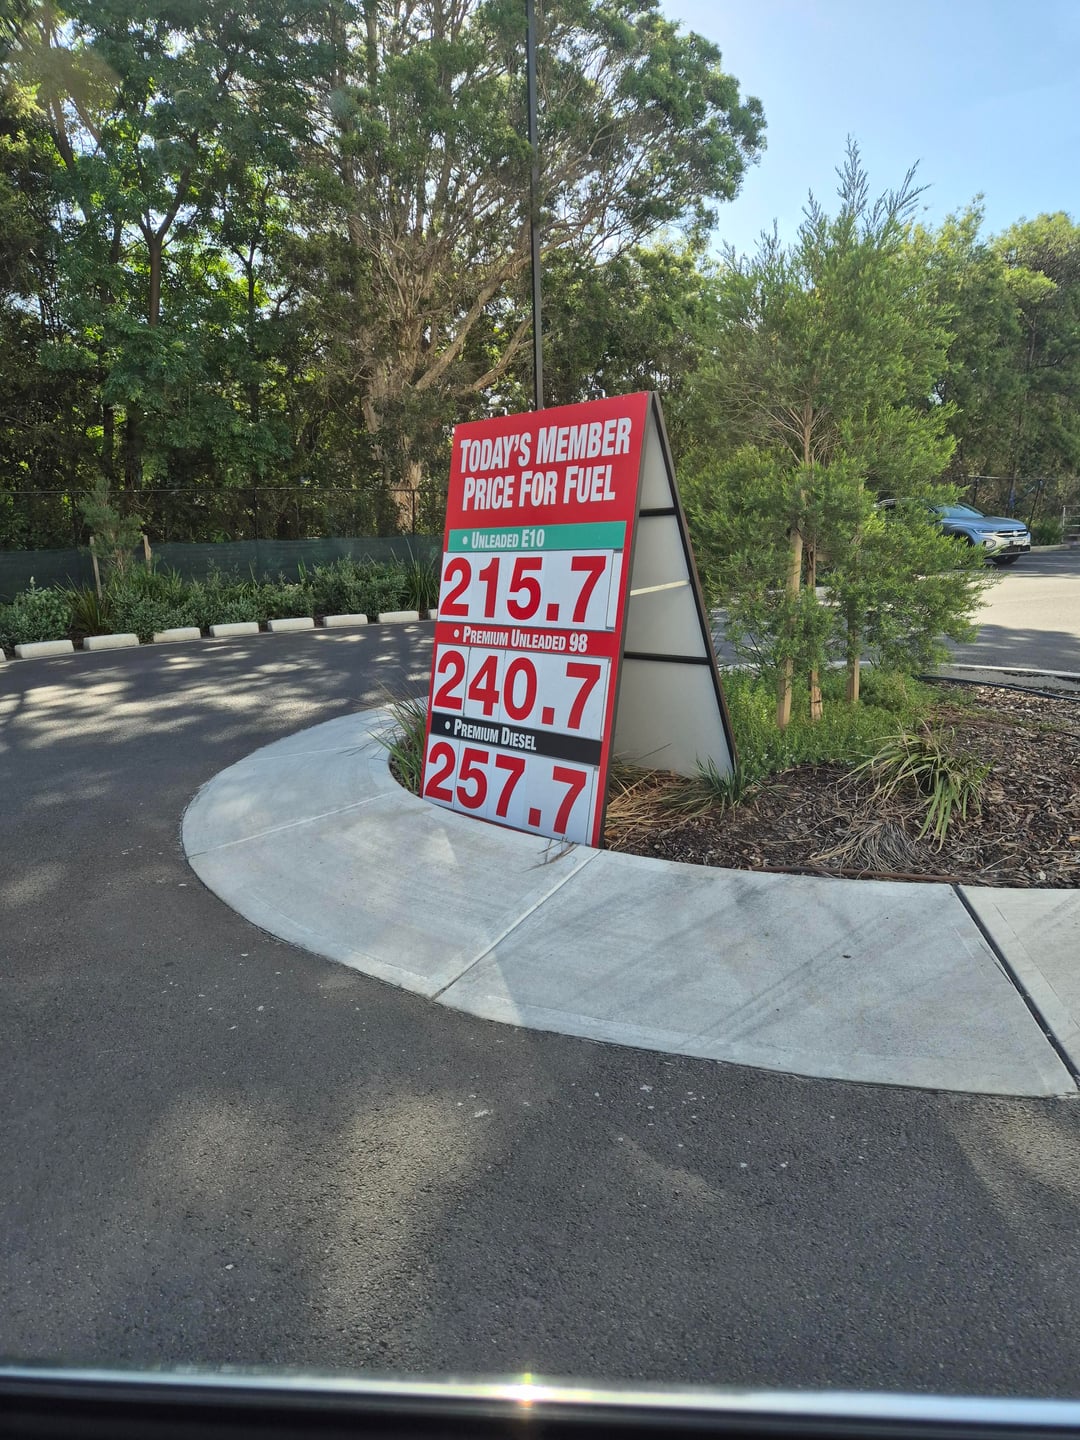 TODAY'S MEMBER
PRICE FOR FUEL
• UNLEADED E10
215.7
• PREMIUM UNLEADED 98
240.7
• PREMIUM DIESEL
257.7